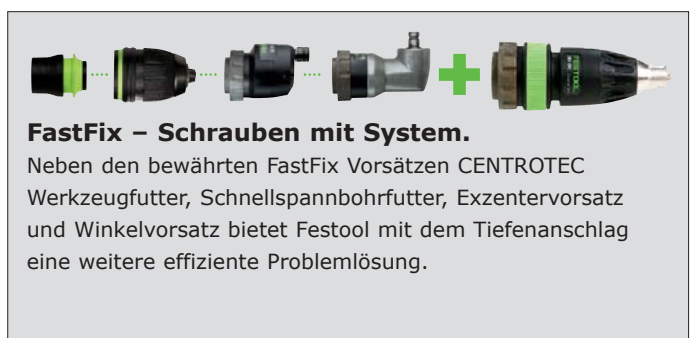 FESTOOL
FastFix – Schrauben mit System.
Neben den bewährten FastFix Vorsätzen CENTROTEC
Werkzeugfutter, Schnellspannbohrfutter, Exzentervorsatz
und Winkelvorsatz bietet Festool mit dem Tiefenanschlag
eine weitere effiziente Problemlösung.